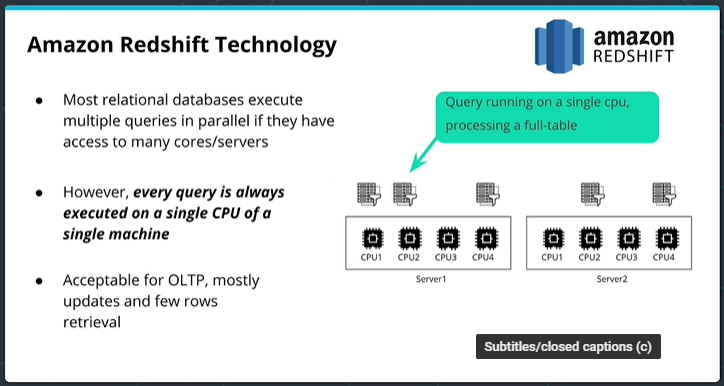 Amazon Redshift Technology
amazon
REDSHIFT
● Most relational databases execute
multiple queries in parallel if they have
access to many cores/servers
● However, every query is always
executed on a single CPU of a
single machine
● Acceptable for OLTP, mostly
updates and few rows
retrieval
Query running on a single cpu,
processing a full-table
CPU1 CPU2 CPU3 CPU4
Server1
CPU1 CPU2 CPU3 CPU4
Server2
Subtitles/closed captions (c)